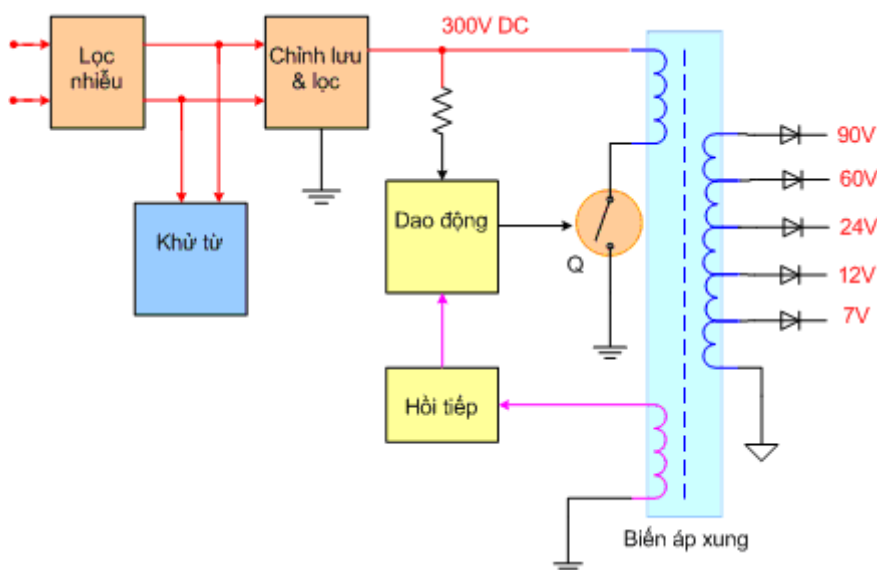 300V DC
Lọc
nhiễu
Chỉnh lưu
& lọc
Khử từ
Dao động
Q
Hồi tiếp
90V
60V
24V
12V
7V
Biến áp xung